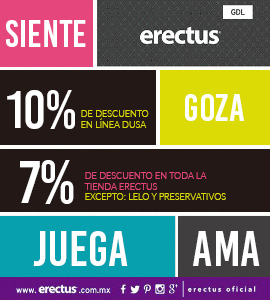 SIENTE
GDL
erectus
10%
DE DESCUENTO
EN LÍNEA DUSA
GOZA
7%
DE DESCUENTO EN TODA LA
TIENDA ERECTUS
EXCEPTO: LELO Y PRESERVATIVOS
JUEGA
AMA
www.erectus.com.mx
erectus oficial